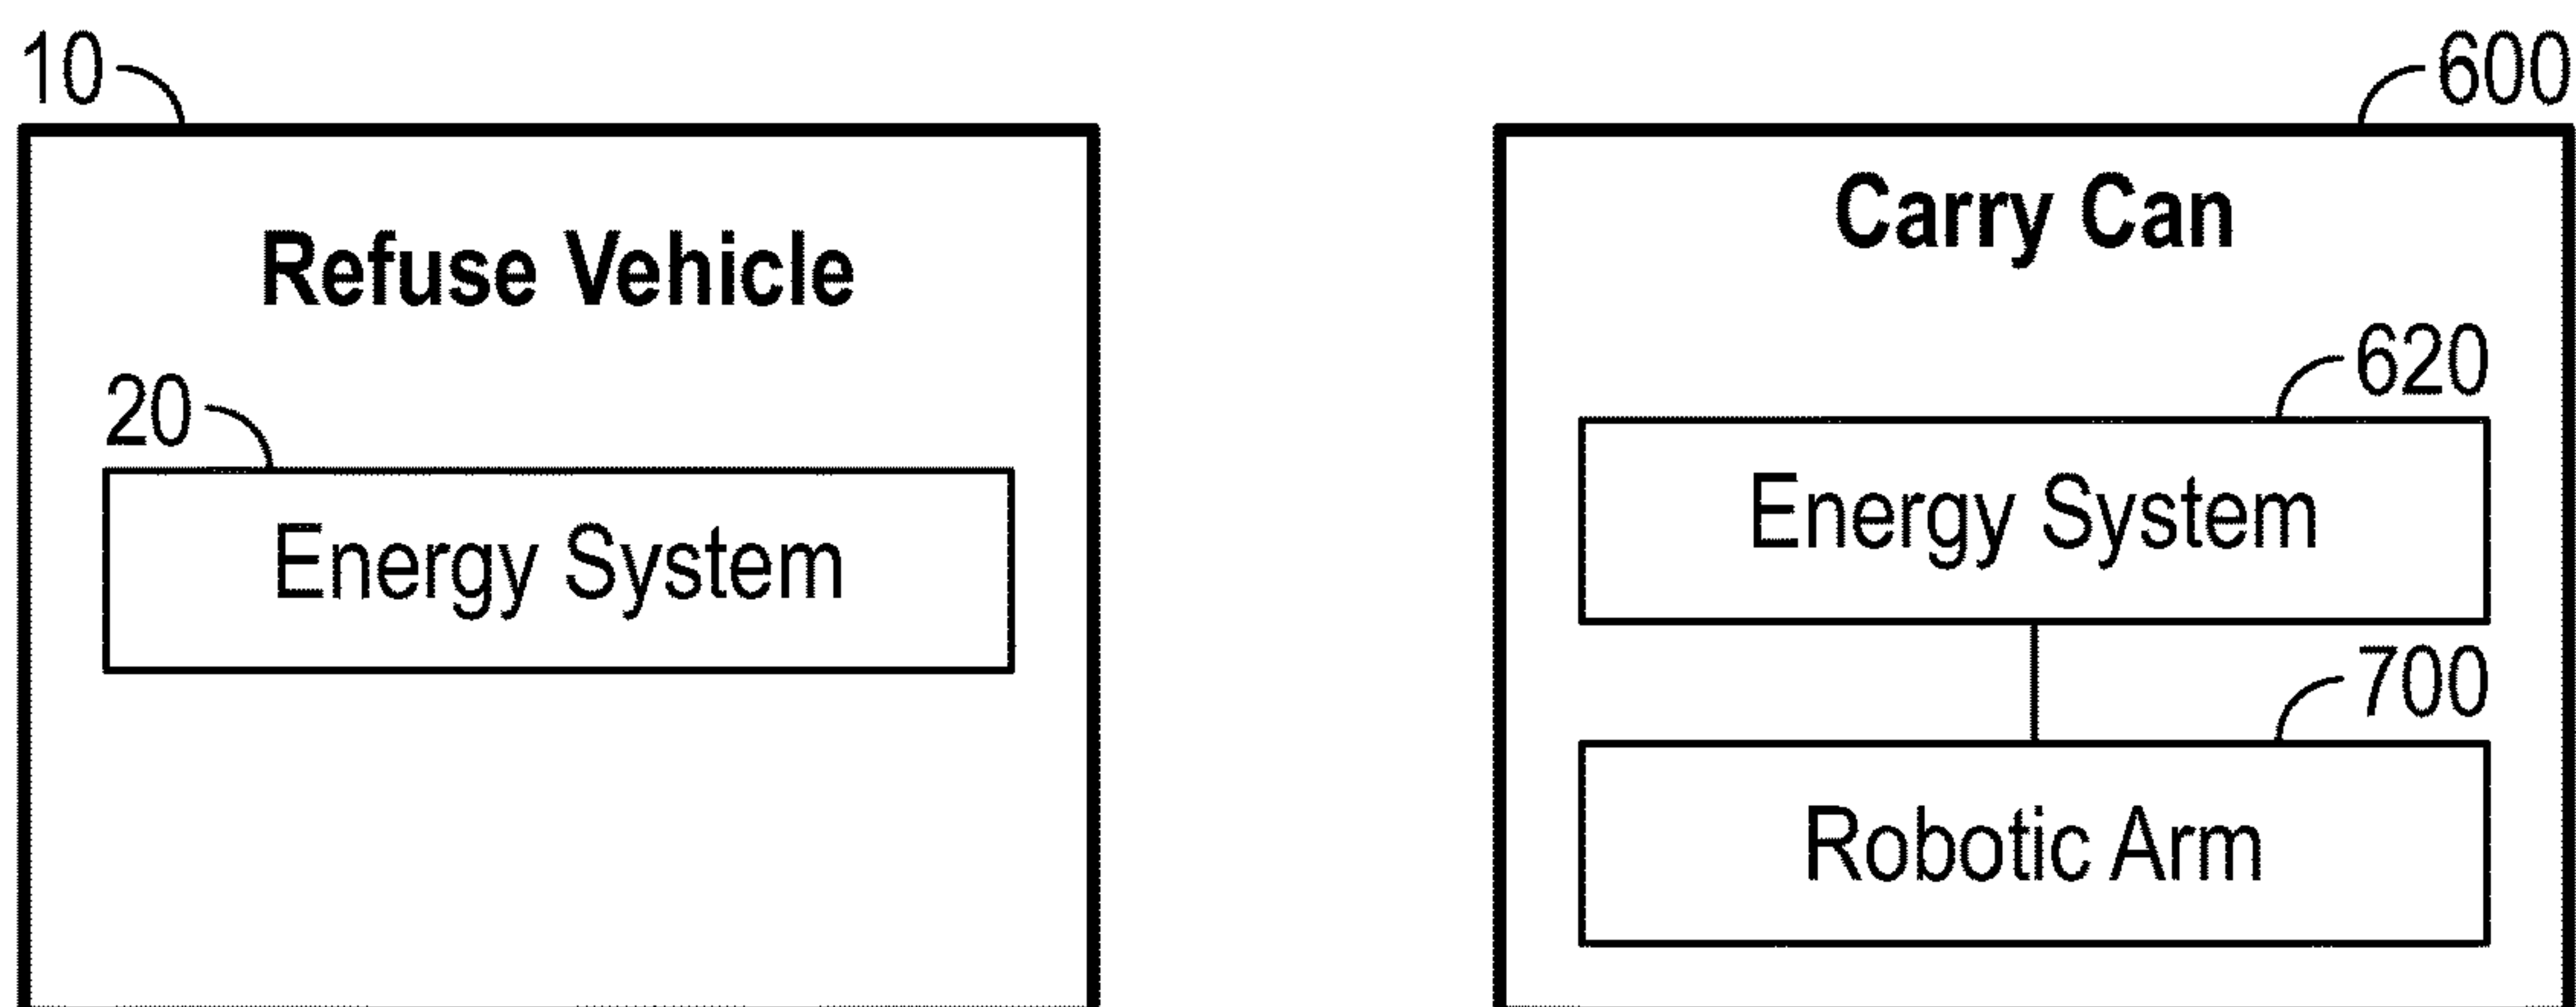 10
Refuse Vehicle
20
Energy System
600
Carry Can
620
Energy System
700
Robotic Arm